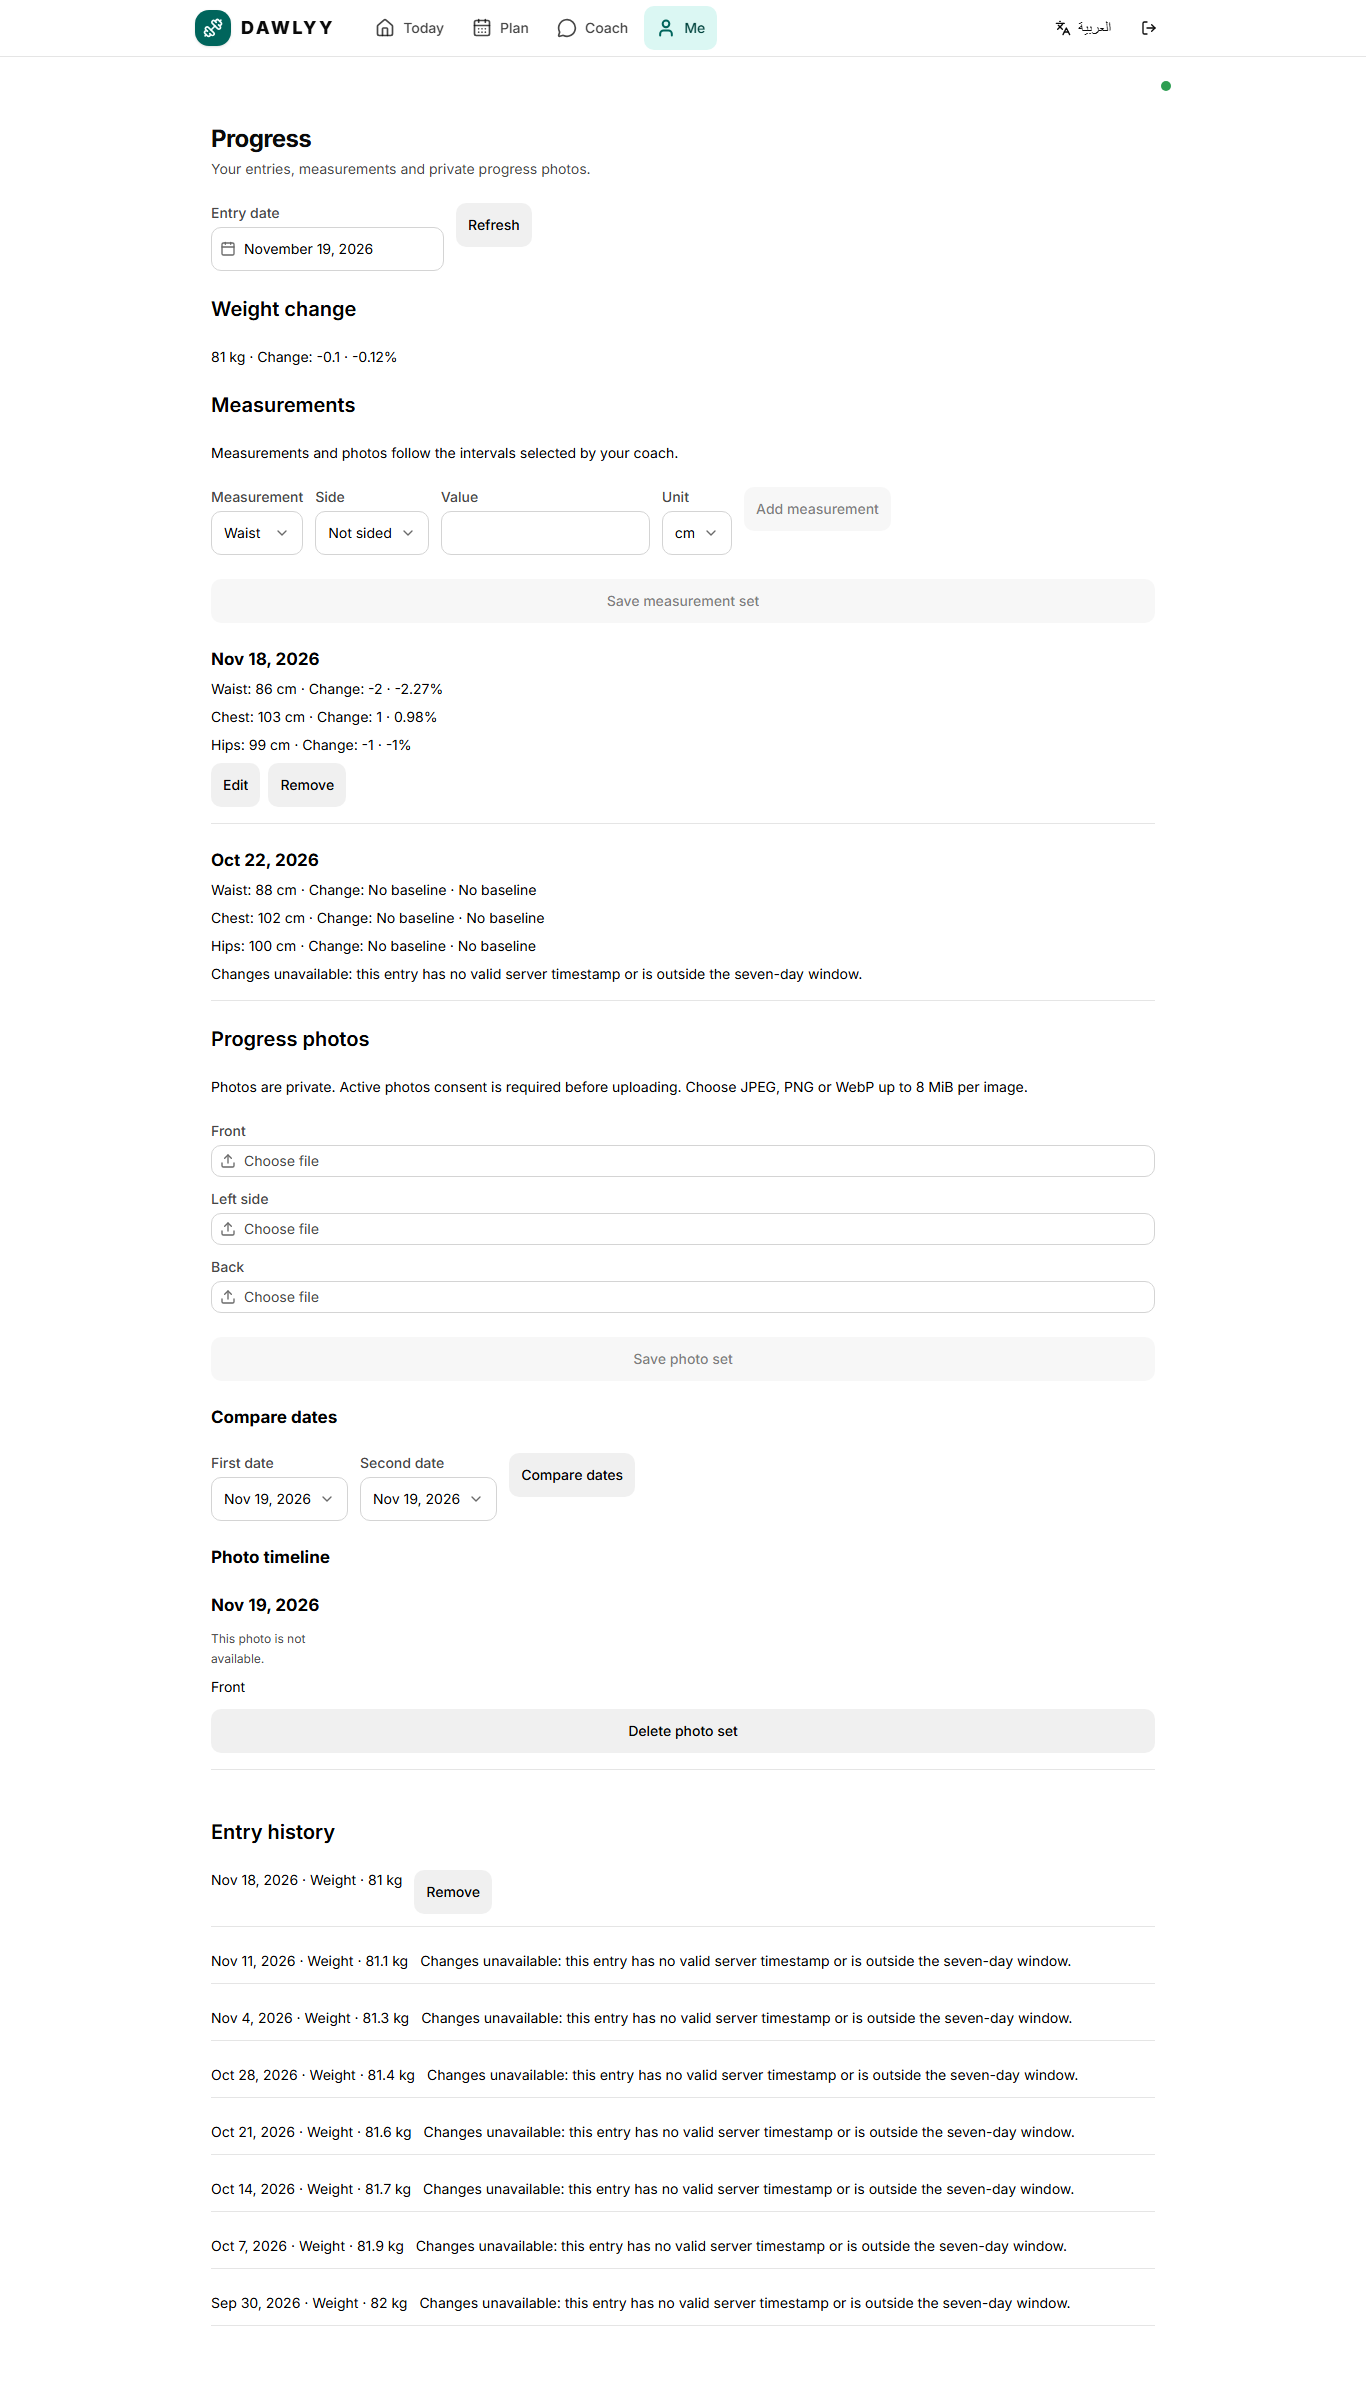 DAWLYY
Today
Plan
Coach
Me
العربية
Progress
Your entries, measurements and private progress photos.
Entry date
November 19, 2026
Refresh
Weight change
81 kg · Change: -0.1 · -0.12%
Measurements
Measurements and photos follow the intervals selected by your coach.
Measurement
Side
Value
Unit
Waist
Not sided
cm
Add measurement
Save measurement set
Nov 18, 2026
Waist: 86 cm · Change: -2 · -2.27%
Chest: 103 cm · Change: 1 · 0.98%
Hips: 99 cm · Change: -1 · -1%
Edit
Remove
Oct 22, 2026
Waist: 88 cm · Change: No baseline · No baseline
Chest: 102 cm · Change: No baseline · No baseline
Hips: 100 cm · Change: No baseline · No baseline
Changes unavailable: this entry has no valid server timestamp or is outside the seven-day window.
Progress photos
Photos are private. Active photos consent is required before uploading. Choose JPEG, PNG or WebP up to 8 MiB per image.
Front
Choose file
Left side
Choose file
Back
Choose file
Save photo set
Compare dates
First date
Second date
Nov 19, 2026
Nov 19, 2026
Compare dates
Photo timeline
Nov 19, 2026
This photo is not
available.
Front
Delete photo set
Entry history
Nov 18, 2026 · Weight · 81 kg
Remove
Nov 11, 2026 · Weight · 81.1 kg Changes unavailable: this entry has no valid server timestamp or is outside the seven-day window.
Nov 4, 2026 · Weight · 81.3 kg Changes unavailable: this entry has no valid server timestamp or is outside the seven-day window.
Oct 28, 2026 · Weight · 81.4 kg Changes unavailable: this entry has no valid server timestamp or is outside the seven-day window.
Oct 21, 2026 · Weight · 81.6 kg Changes unavailable: this entry has no valid server timestamp or is outside the seven-day window.
Oct 14, 2026 · Weight · 81.7 kg Changes unavailable: this entry has no valid server timestamp or is outside the seven-day window.
Oct 7, 2026 · Weight · 81.9 kg Changes unavailable: this entry has no valid server timestamp or is outside the seven-day window.
Sep 30, 2026 · Weight · 82 kg Changes unavailable: this entry has no valid server timestamp or is outside the seven-day window.